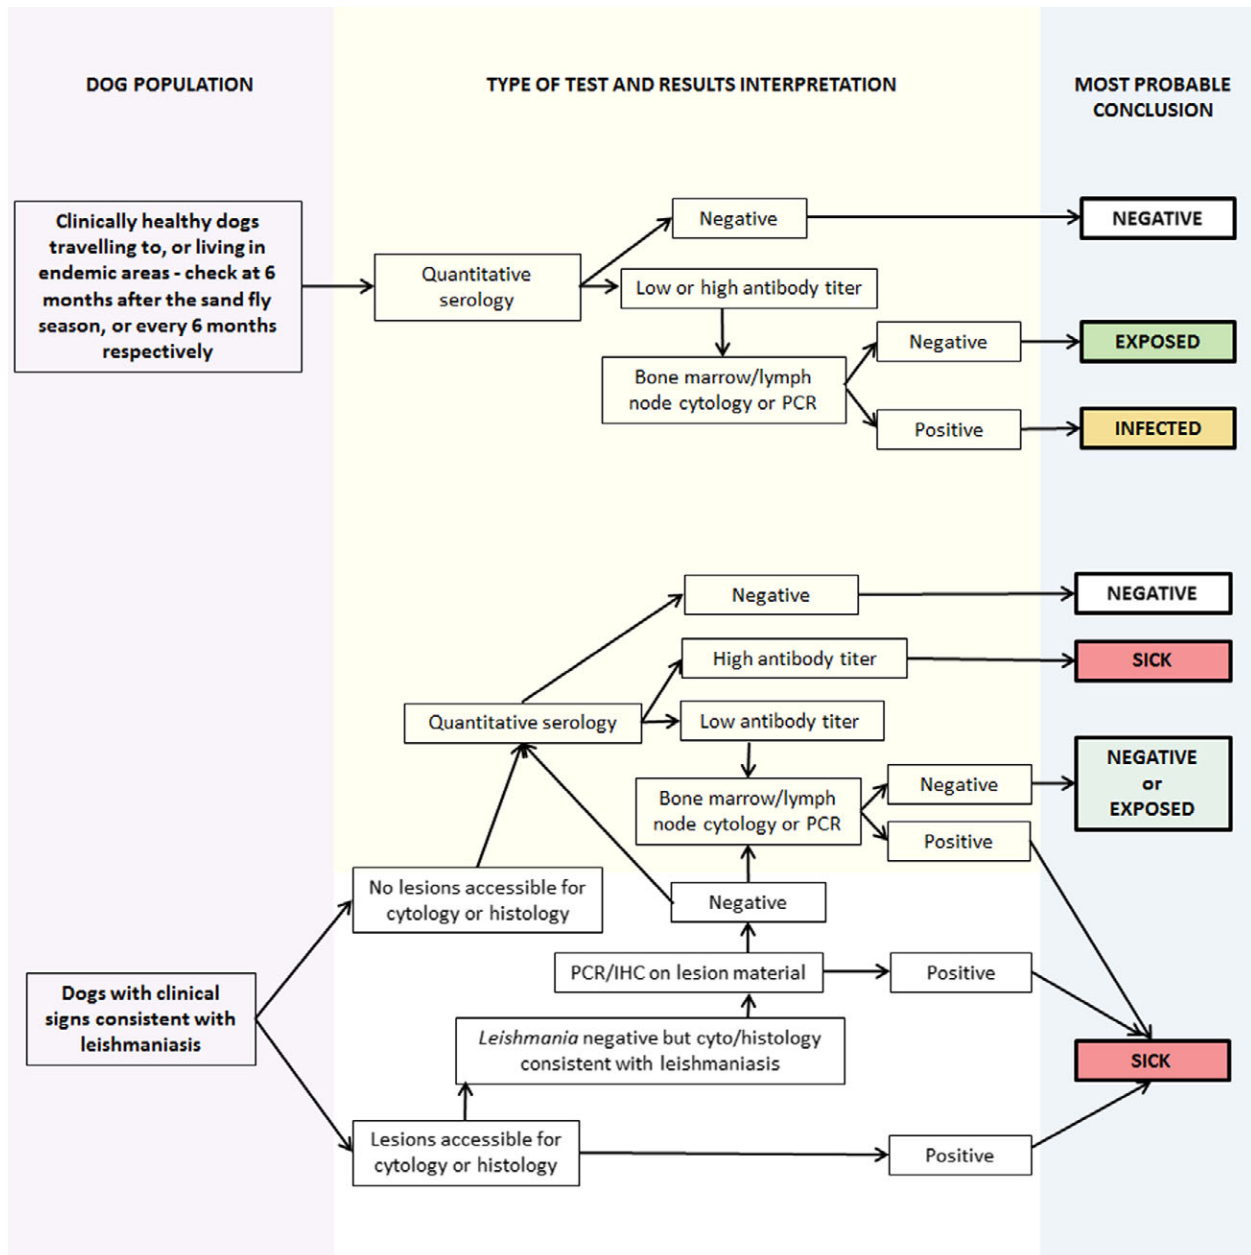 DOG POPULATION
TYPE OF TEST AND RESULTS INTERPRETATION
MOST PROBABLE
CONCLUSION
Clinically healthy dogs
travelling to, or living in
endemic areas - check at 6
months after the sand fly
season, or every 6 months
respectively
Quantitative
serology
Negative
NEGATIVE
Low or high antibody titer
Bone marrow/lymph
node cytology or PCR
Negative
EXPOSED
Positive
INFECTED
Negative
NEGATIVE
High antibody titer
SICK
Quantitative serology
Low antibody titer
Bone marrow/lymph
node cytology or PCR
Negative
NEGATIVE
or
EXPOSED
Positive
No lesions accessible for
cytology or histology
Negative
PCR/IHC on lesion material
Positive
Dogs with clinical
signs consistent with
leishmaniasis
Leishmania negative but cyto/histology
consistent with leishmaniasis
SICK
Lesions accessible for
cytology or histology
Positive